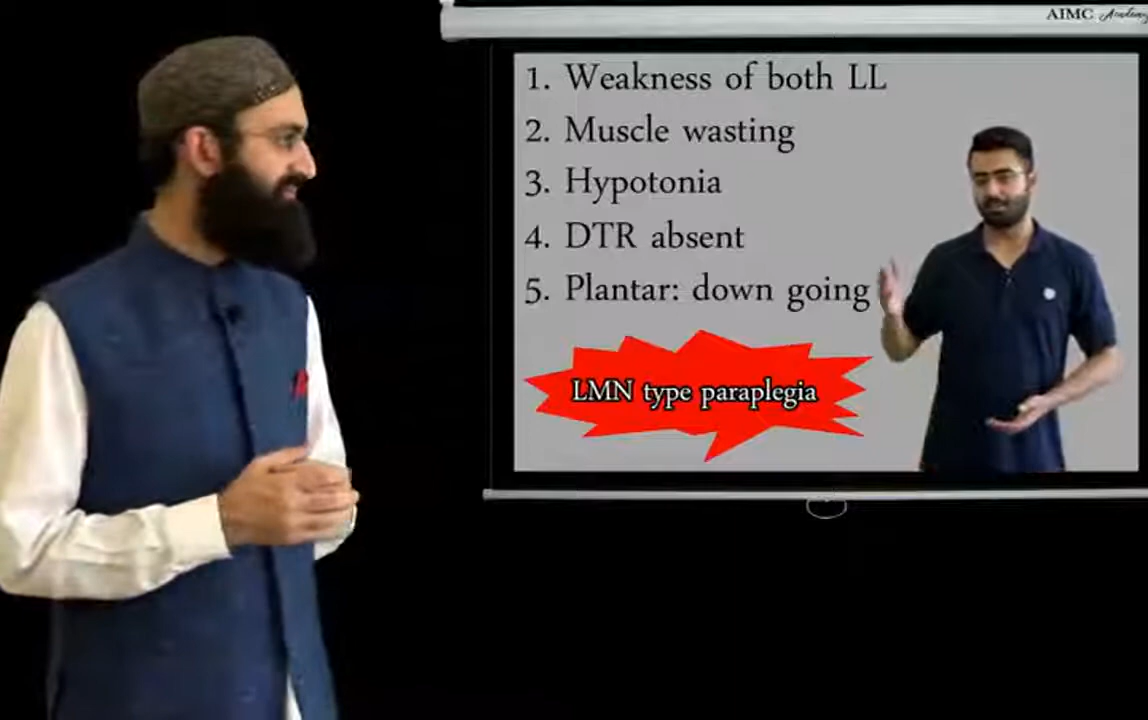 AIMC Academy
1. Weakness of both LL
2. Muscle wasting
3. Hypotonia
4. DTR absent
5. Plantar: down going
LMN type paraplegia